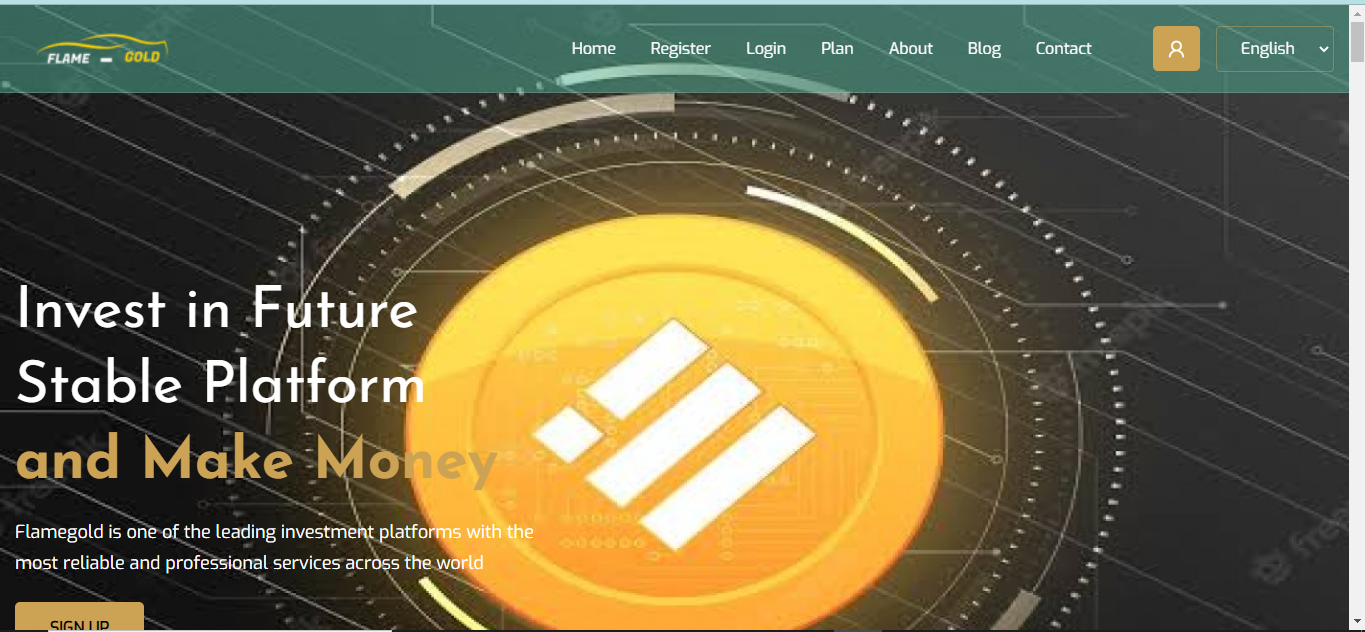 FLAME - GOLD
Home
Register
Login
Plan
About
Blog
Contact
English
Invest in Future
Stable Platform
and Make Money
Flamegold is one of the leading investment platforms with the
most reliable and professional services across the world
SIGN UP